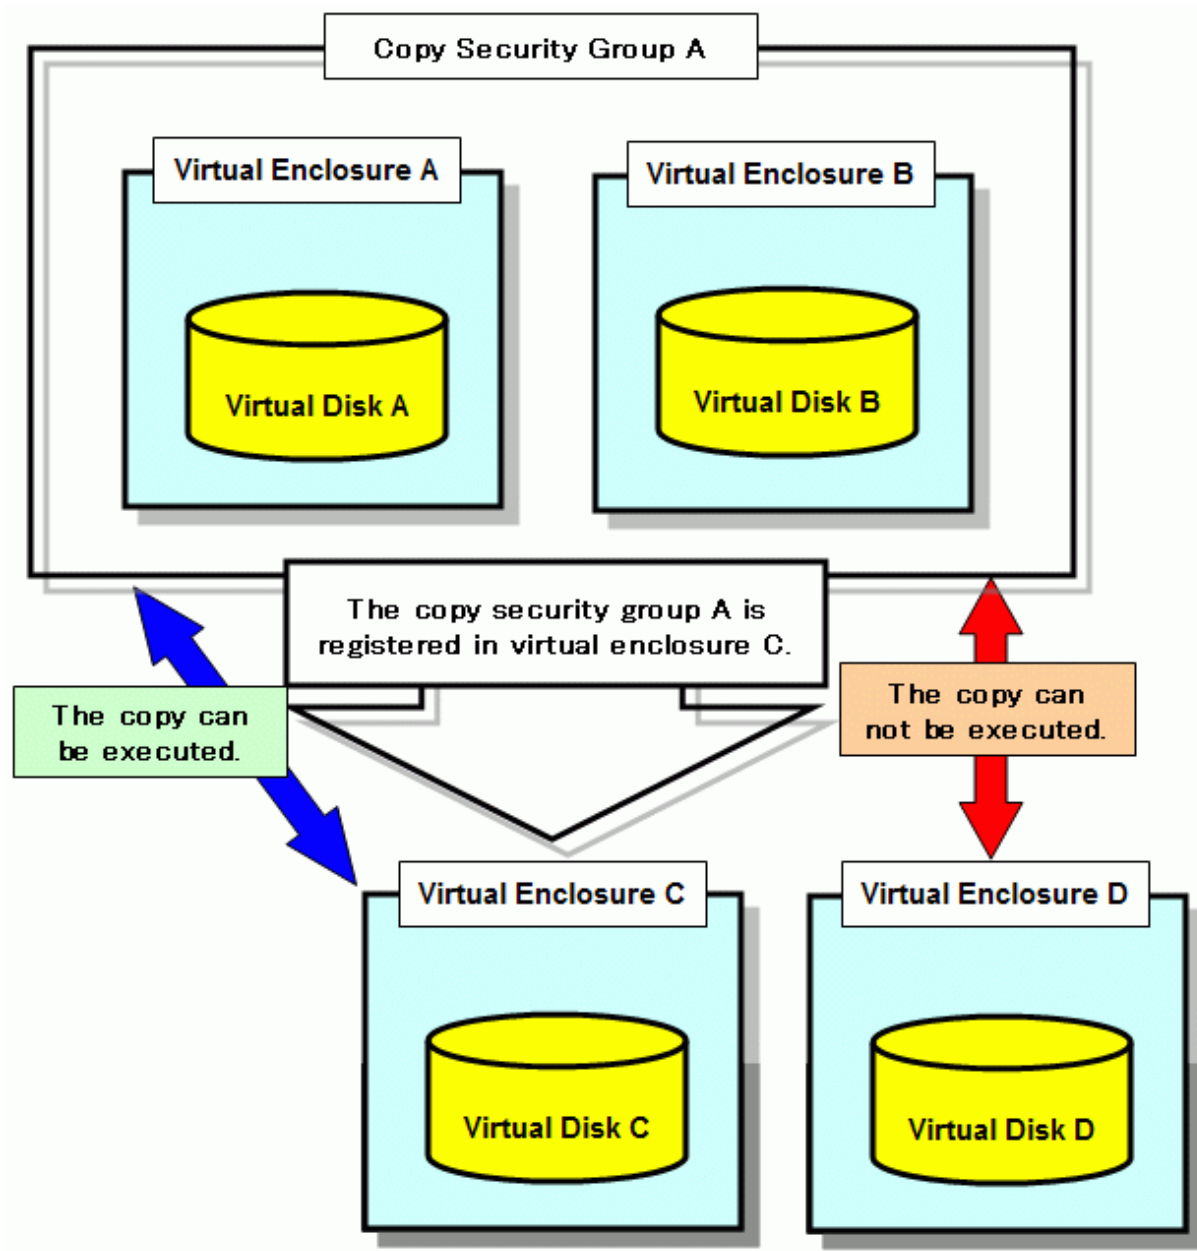 Copy Security Group A
Virtual Enclosure A
Virtual Enclosure B
Virtual Disk A
Virtual Disk B
The copy security group A is
registered in virtual enclosure C.
The copy can
be executed.
The copy can
not be executed.
Virtual Enclosure C
Virtual Enclosure D
Virtual Disk C
Virtual Disk D